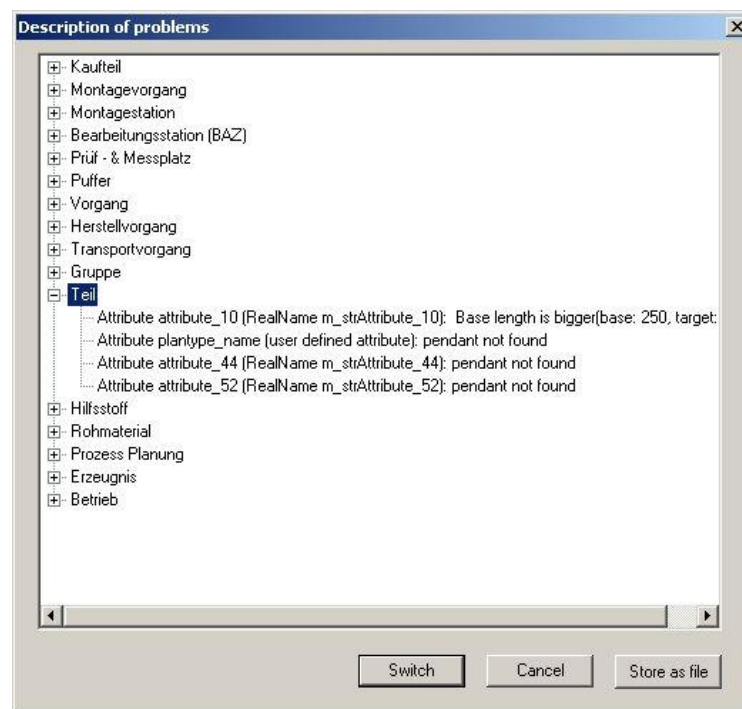 Description of problems
Kaufteil
Montagevorgang
Montagestation
Bearbeitungsstation (BAZ)
Prüf - & Messplatz
Puffer
Vorgang
Herstellvorgang
Transportvorgang
Gruppe
Teil
Attribute attribute_10 (RealName m_strAttribute_10):  Base length is bigger(base: 250, target:
Attribute plantype_name (user defined attribute): pendant not found
Attribute attribute_44 (RealName m_strAttribute_44): pendant not found
Attribute attribute_52 (RealName m_strAttribute_52): pendant not found
Hilfsstoff
Rohmaterial
Prozess Planung
Erzeugnis
Betrieb
Switch Cancel Store as file